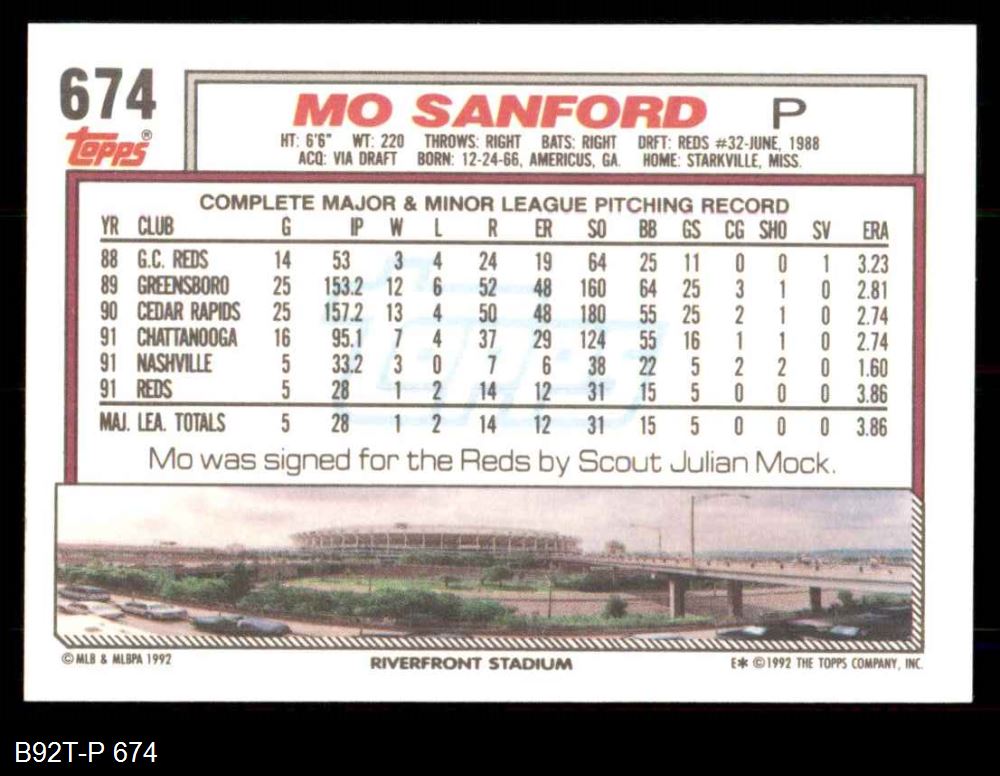 674
Topps®
MO SANFORD P
HT: 6'6" WT: 220 THROWS: RIGHT BATS: RIGHT DRFT: REDS #32-JUNE, 1988
ACQ: VIA DRAFT BORN: 12-24-66, AMERICUS, GA. HOME: STARKVILLE, MISS.
COMPLETE MAJOR & MINOR LEAGUE PITCHING RECORD
YR CLUB G IP W L R ER SO BB GS CG SHO SV ERA
88 G.C. REDS 14 53 3 4 24 19 64 25 11 0 0 1 3.23
89 GREENSBORO 25 153.2 12 6 52 48 160 64 25 3 1 0 2.81
90 CEDAR RAPIDS 25 157.2 13 4 50 48 180 55 25 2 1 0 2.74
91 CHATTANOOGA 16 95.1 7 4 37 29 124 55 16 1 1 0 2.74
91 NASHVILLE 5 33.2 3 0 7 6 38 22 5 2 2 0 1.60
91 REDS 5 28 1 2 14 12 31 15 5 0 0 0 3.86
MAJ. LEA. TOTALS 5 28 1 2 14 12 31 15 5 0 0 0 3.86
Mo was signed for the Reds by Scout Julian Mock.
© MLB & MLBPA 1992 RIVERFRONT STADIUM E* ©1992 THE TOPPS COMPANY, INC.
B92T-P 674